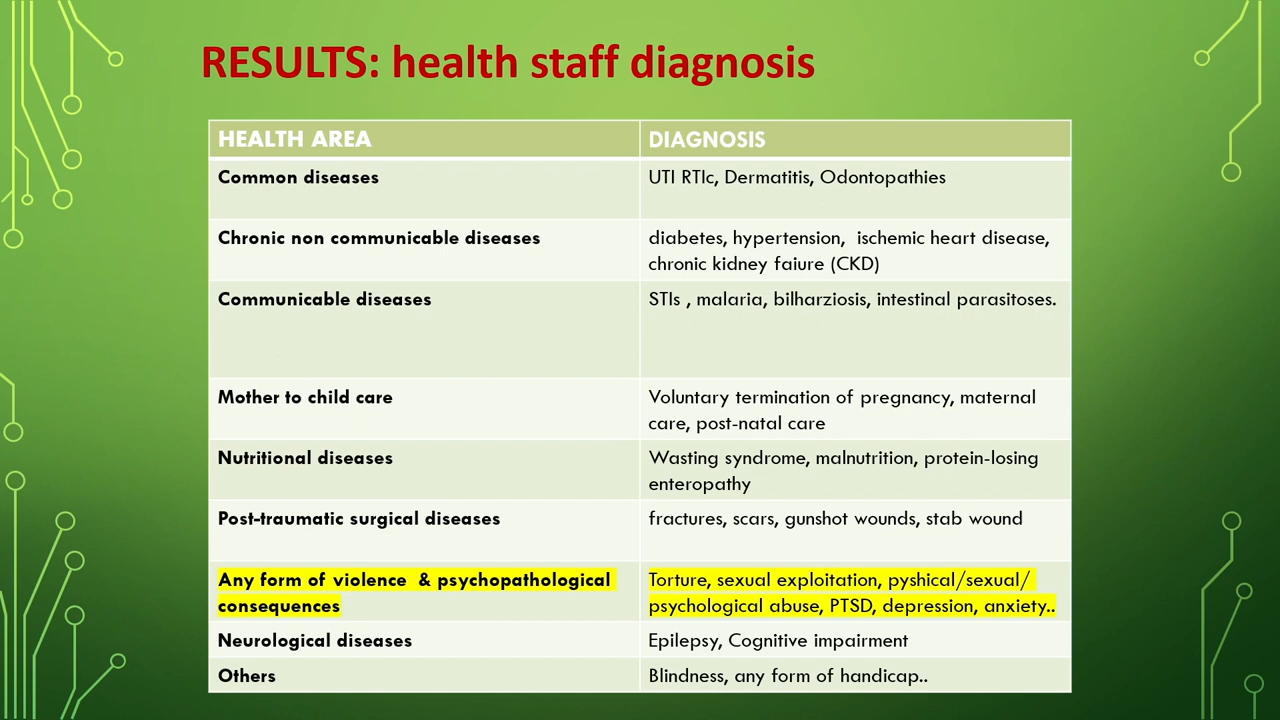 RESULTS: health staff diagnosis
HEALTH AREA
DIAGNOSIS
Common diseases
UTI RTIc, Dermatitis, Odontopathies
Chronic non communicable diseases
diabetes, hypertension,  ischemic heart disease,
chronic kidney faiure (CKD)
Communicable diseases
STIs , malaria, bilharziosis, intestinal parasitoses.
Mother to child care
Voluntary termination of pregnancy, maternal
care, post-natal care
Nutritional diseases
Wasting syndrome, malnutrition, protein-losing
enteropathy
Post-traumatic surgical diseases
fractures, scars, gunshot wounds, stab wound
Any form of violence  & psychopathological
consequences
Torture, sexual exploitation, pyshical/sexual/
psychological abuse, PTSD, depression, anxiety..
Neurological diseases
Epilepsy, Cognitive impairment
Others
Blindness, any form of handicap..